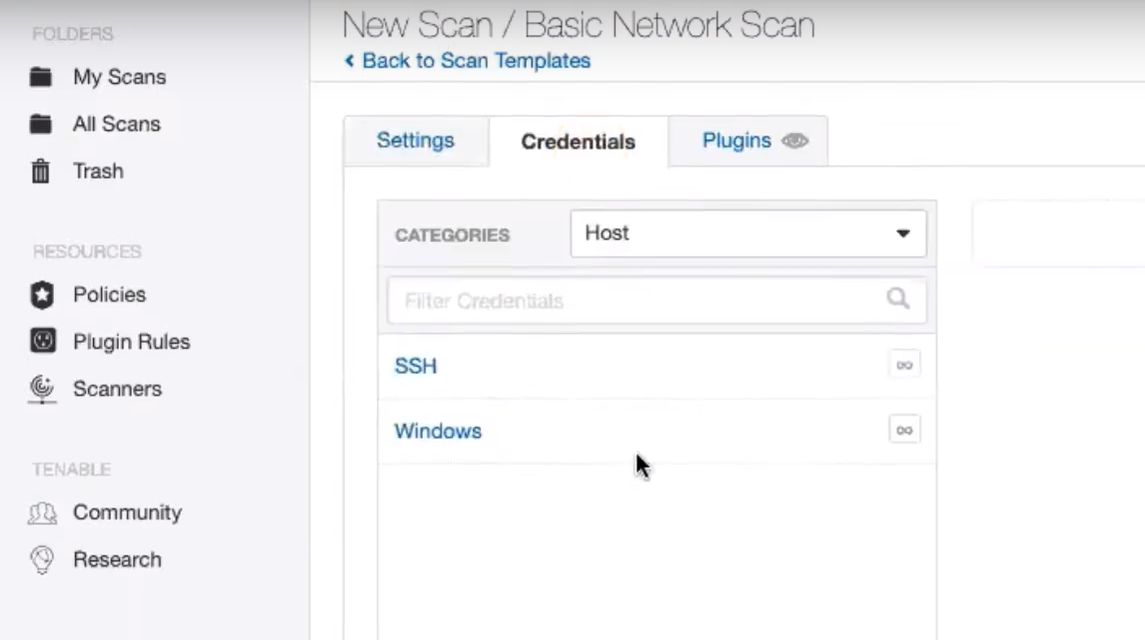 FOLDERS
My Scans
All Scans
Trash
RESOURCES
Policies
Plugin Rules
Scanners
TENABLE
Community
Research
New Scan / Basic Network Scan
Back to Scan Templates
Settings
Credentials
Plugins
CATEGORIES
Host
Filter Credentials
SSH
∞
Windows
∞